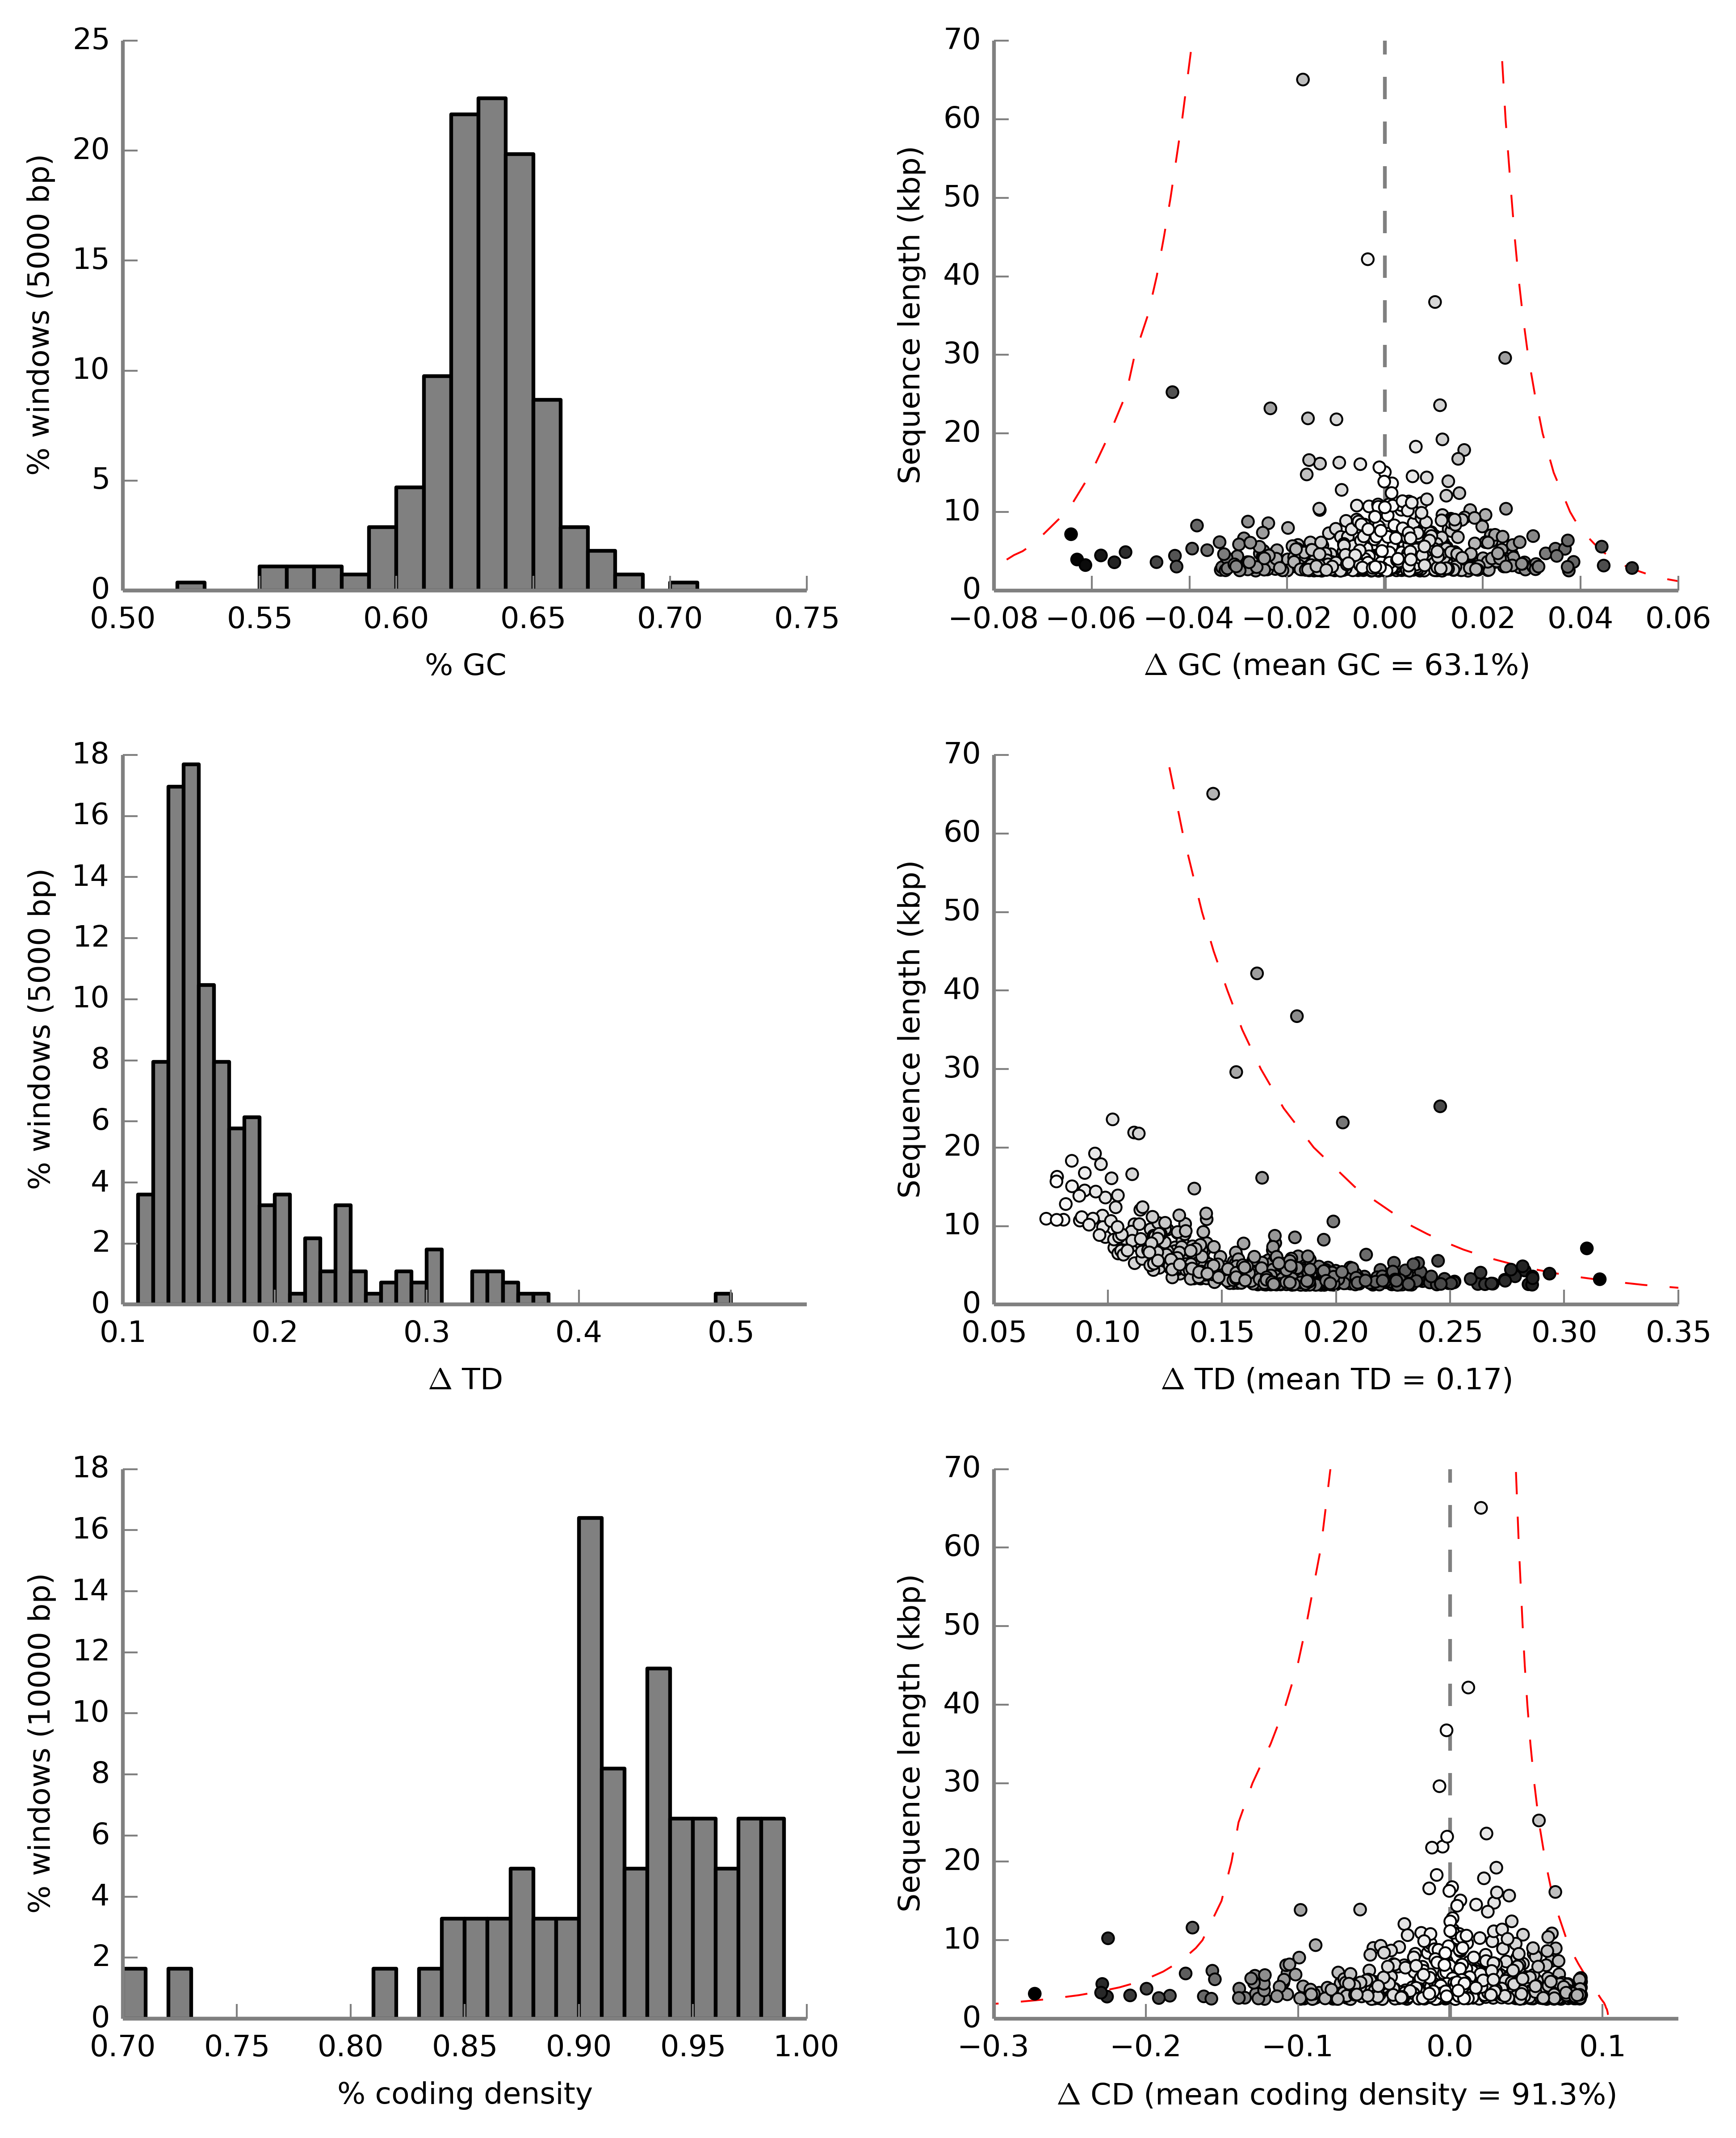 25
20
15
10
5
0
0.50 0.55 0.60 0.65 0.70 0.75
% windows (5000 bp)
% GC
70
60
50
40
30
20
10
0
−0.08 −0.06 −0.04 −0.02 0.00 0.02 0.04 0.06
Sequence length (kbp)
Δ GC (mean GC = 63.1%)
18
16
14
12
10
8
6
4
2
0
0.1 0.2 0.3 0.4 0.5
% windows (5000 bp)
Δ TD
70
60
50
40
30
20
10
0
0.05 0.10 0.15 0.20 0.25 0.30 0.35
Sequence length (kbp)
Δ TD (mean TD = 0.17)
18
16
14
12
10
8
6
4
2
0
0.70 0.75 0.80 0.85 0.90 0.95 1.00
% windows (10000 bp)
% coding density
70
60
50
40
30
20
10
0
−0.3 −0.2 −0.1 0.0 0.1
Sequence length (kbp)
Δ CD (mean coding density = 91.3%)